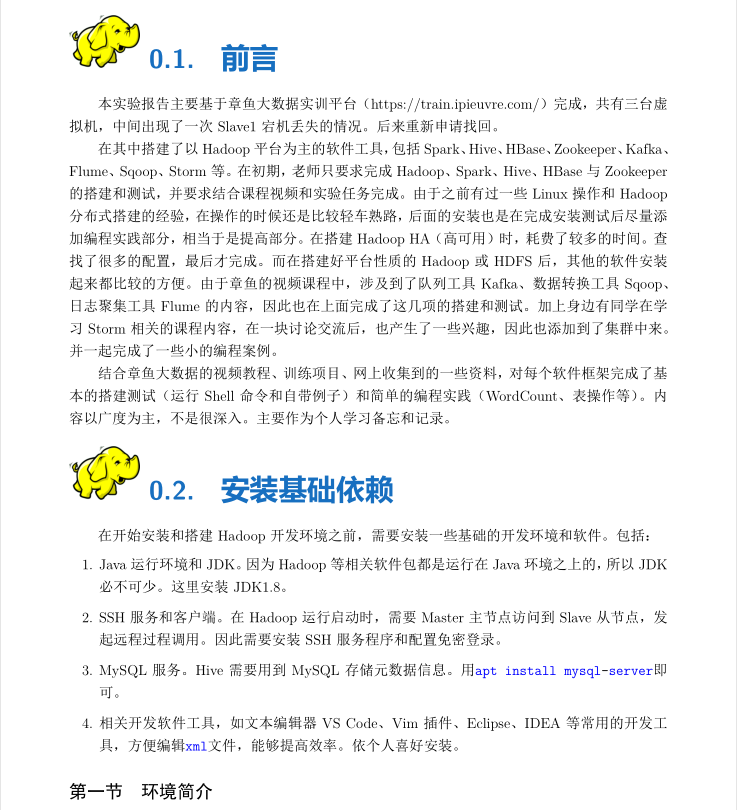 0.1. 前言
本实验报告主要基于章鱼大数据实训平台（https://train.ipieuvre.com/）完成，共有三台虚
拟机，中间出现了一次 Slave1 宕机丢失的情况。后来重新申请找回。
在其中搭建了以 Hadoop 平台为主的软件工具，包括 Spark、Hive、HBase、Zookeeper、Kafka、
Flume、Sqoop、Storm 等。在初期，老师只要求完成 Hadoop、Spark、Hive、HBase 与 Zookeeper
的搭建和测试，并要求结合课程视频和实验任务完成。由于之前有过一些 Linux 操作和 Hadoop
分布式搭建的经验，在操作的时候还是比较轻车熟路，后面的安装也是在完成安装测试后尽量添
加编程实践部分，相当于是提高部分。在搭建 Hadoop HA（高可用）时，耗费了较多的时间。查
找了很多的配置，最后才完成。而在搭建好平台性质的 Hadoop 或 HDFS 后，其他的软件安装
起来都比较的方便。由于章鱼的视频课程中，涉及到了队列工具 Kafka、数据转换工具 Sqoop、
日志聚集工具 Flume 的内容，因此也在上面完成了这几项的搭建和测试。加上身边有同学在学
习 Storm 相关的课程内容，在一块讨论交流后，也产生了一些兴趣，因此也添加到了集群中来。
并一起完成了一些小的编程案例。
结合章鱼大数据的视频教程、训练项目、网上收集到的一些资料，对每个软件框架完成了基
本的搭建测试（运行 Shell 命令和自带例子）和简单的编程实践（WordCount、表操作等）。内
容以广度为主，不是很深入。主要作为个人学习备忘和记录。
0.2. 安装基础依赖
在开始安装和搭建 Hadoop 开发环境之前，需要安装一些基础的开发环境和软件。包括：
1. Java 运行环境和 JDK。因为 Hadoop 等相关软件包都是运行在 Java 环境之上的，所以 JDK
必不可少。这里安装 JDK1.8。
2. SSH 服务和客户端。在 Hadoop 运行启动时，需要 Master 主节点访问到 Slave 从节点，发
起远程过程调用。因此需要安装 SSH 服务程序和配置免密登录。
3. MySQL 服务。Hive 需要用到 MySQL 存储元数据信息。用apt install mysql-server即
可。
4. 相关开发软件工具，如文本编辑器 VS Code、Vim 插件、Eclipse、IDEA 等常用的开发工
具，方便编辑xml文件，能够提高效率。依个人喜好安装。
第一节 环境简介